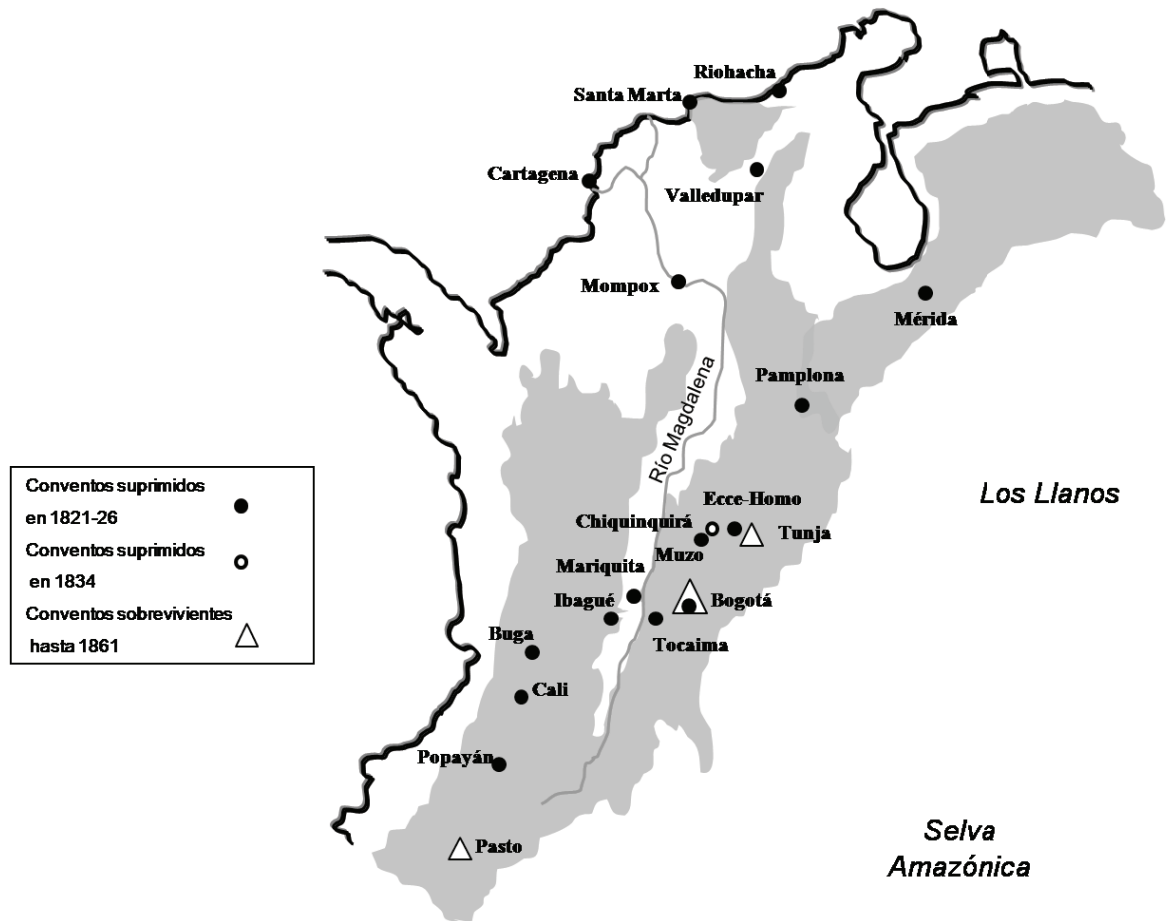 Riohacha
Santa Marta
Cartagena
Valledupar
Mompox
Mérida
Pamplona
Río Magdalena
Los Llanos
Ecce-Homo
Chiquinquirá
Tunja
Muzo
Mariquita
Ibagué
Bogotá
Tocaima
Buga
Cali
Popayán
Pasto
Selva
Amazónica
Conventos suprimidos
en 1821-26
Conventos suprimidos
en 1834
Conventos sobrevivientes
hasta 1861